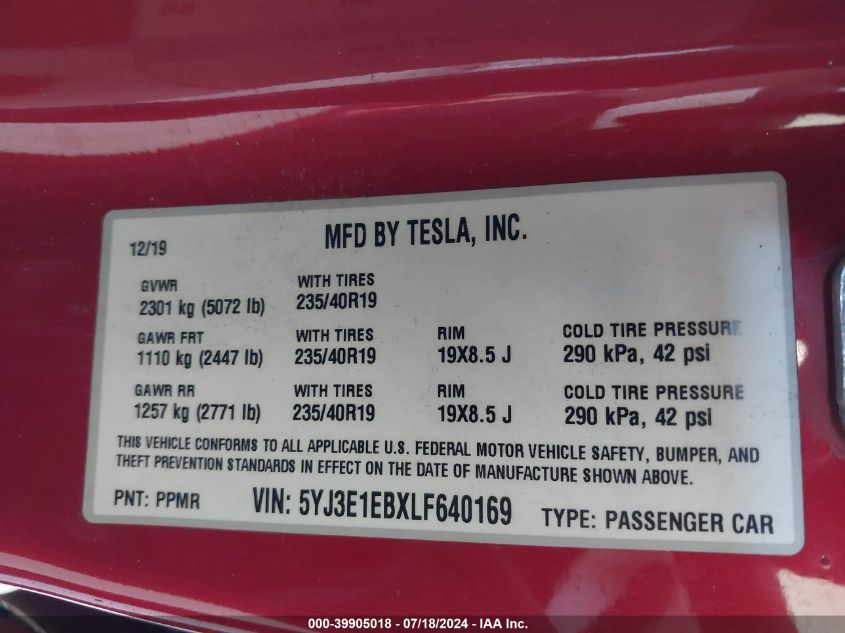 12/19 MFD BY TESLA, INC.
GVWR WITH TIRES
2301 kg (5072 lb) 235/40R19
GAWR FRT WITH TIRES RIM COLD TIRE PRESSURE
1110 kg (2447 lb) 235/40R19 19X8.5 J 290 kPa, 42 psi
GAWR RR WITH TIRES RIM COLD TIRE PRESSURE
1257 kg (2771 lb) 235/40R19 19X8.5 J 290 kPa, 42 psi
THIS VEHICLE CONFORMS TO ALL APPLICABLE U.S. FEDERAL MOTOR VEHICLE SAFETY, BUMPER, AND
THEFT PREVENTION STANDARDS IN EFFECT ON THE DATE OF MANUFACTURE SHOWN ABOVE.
PNT: PPMR VIN: 5YJ3E1EBXLF640169 TYPE: PASSENGER CAR
000-39905018 - 07/18/2024 - IAA Inc.